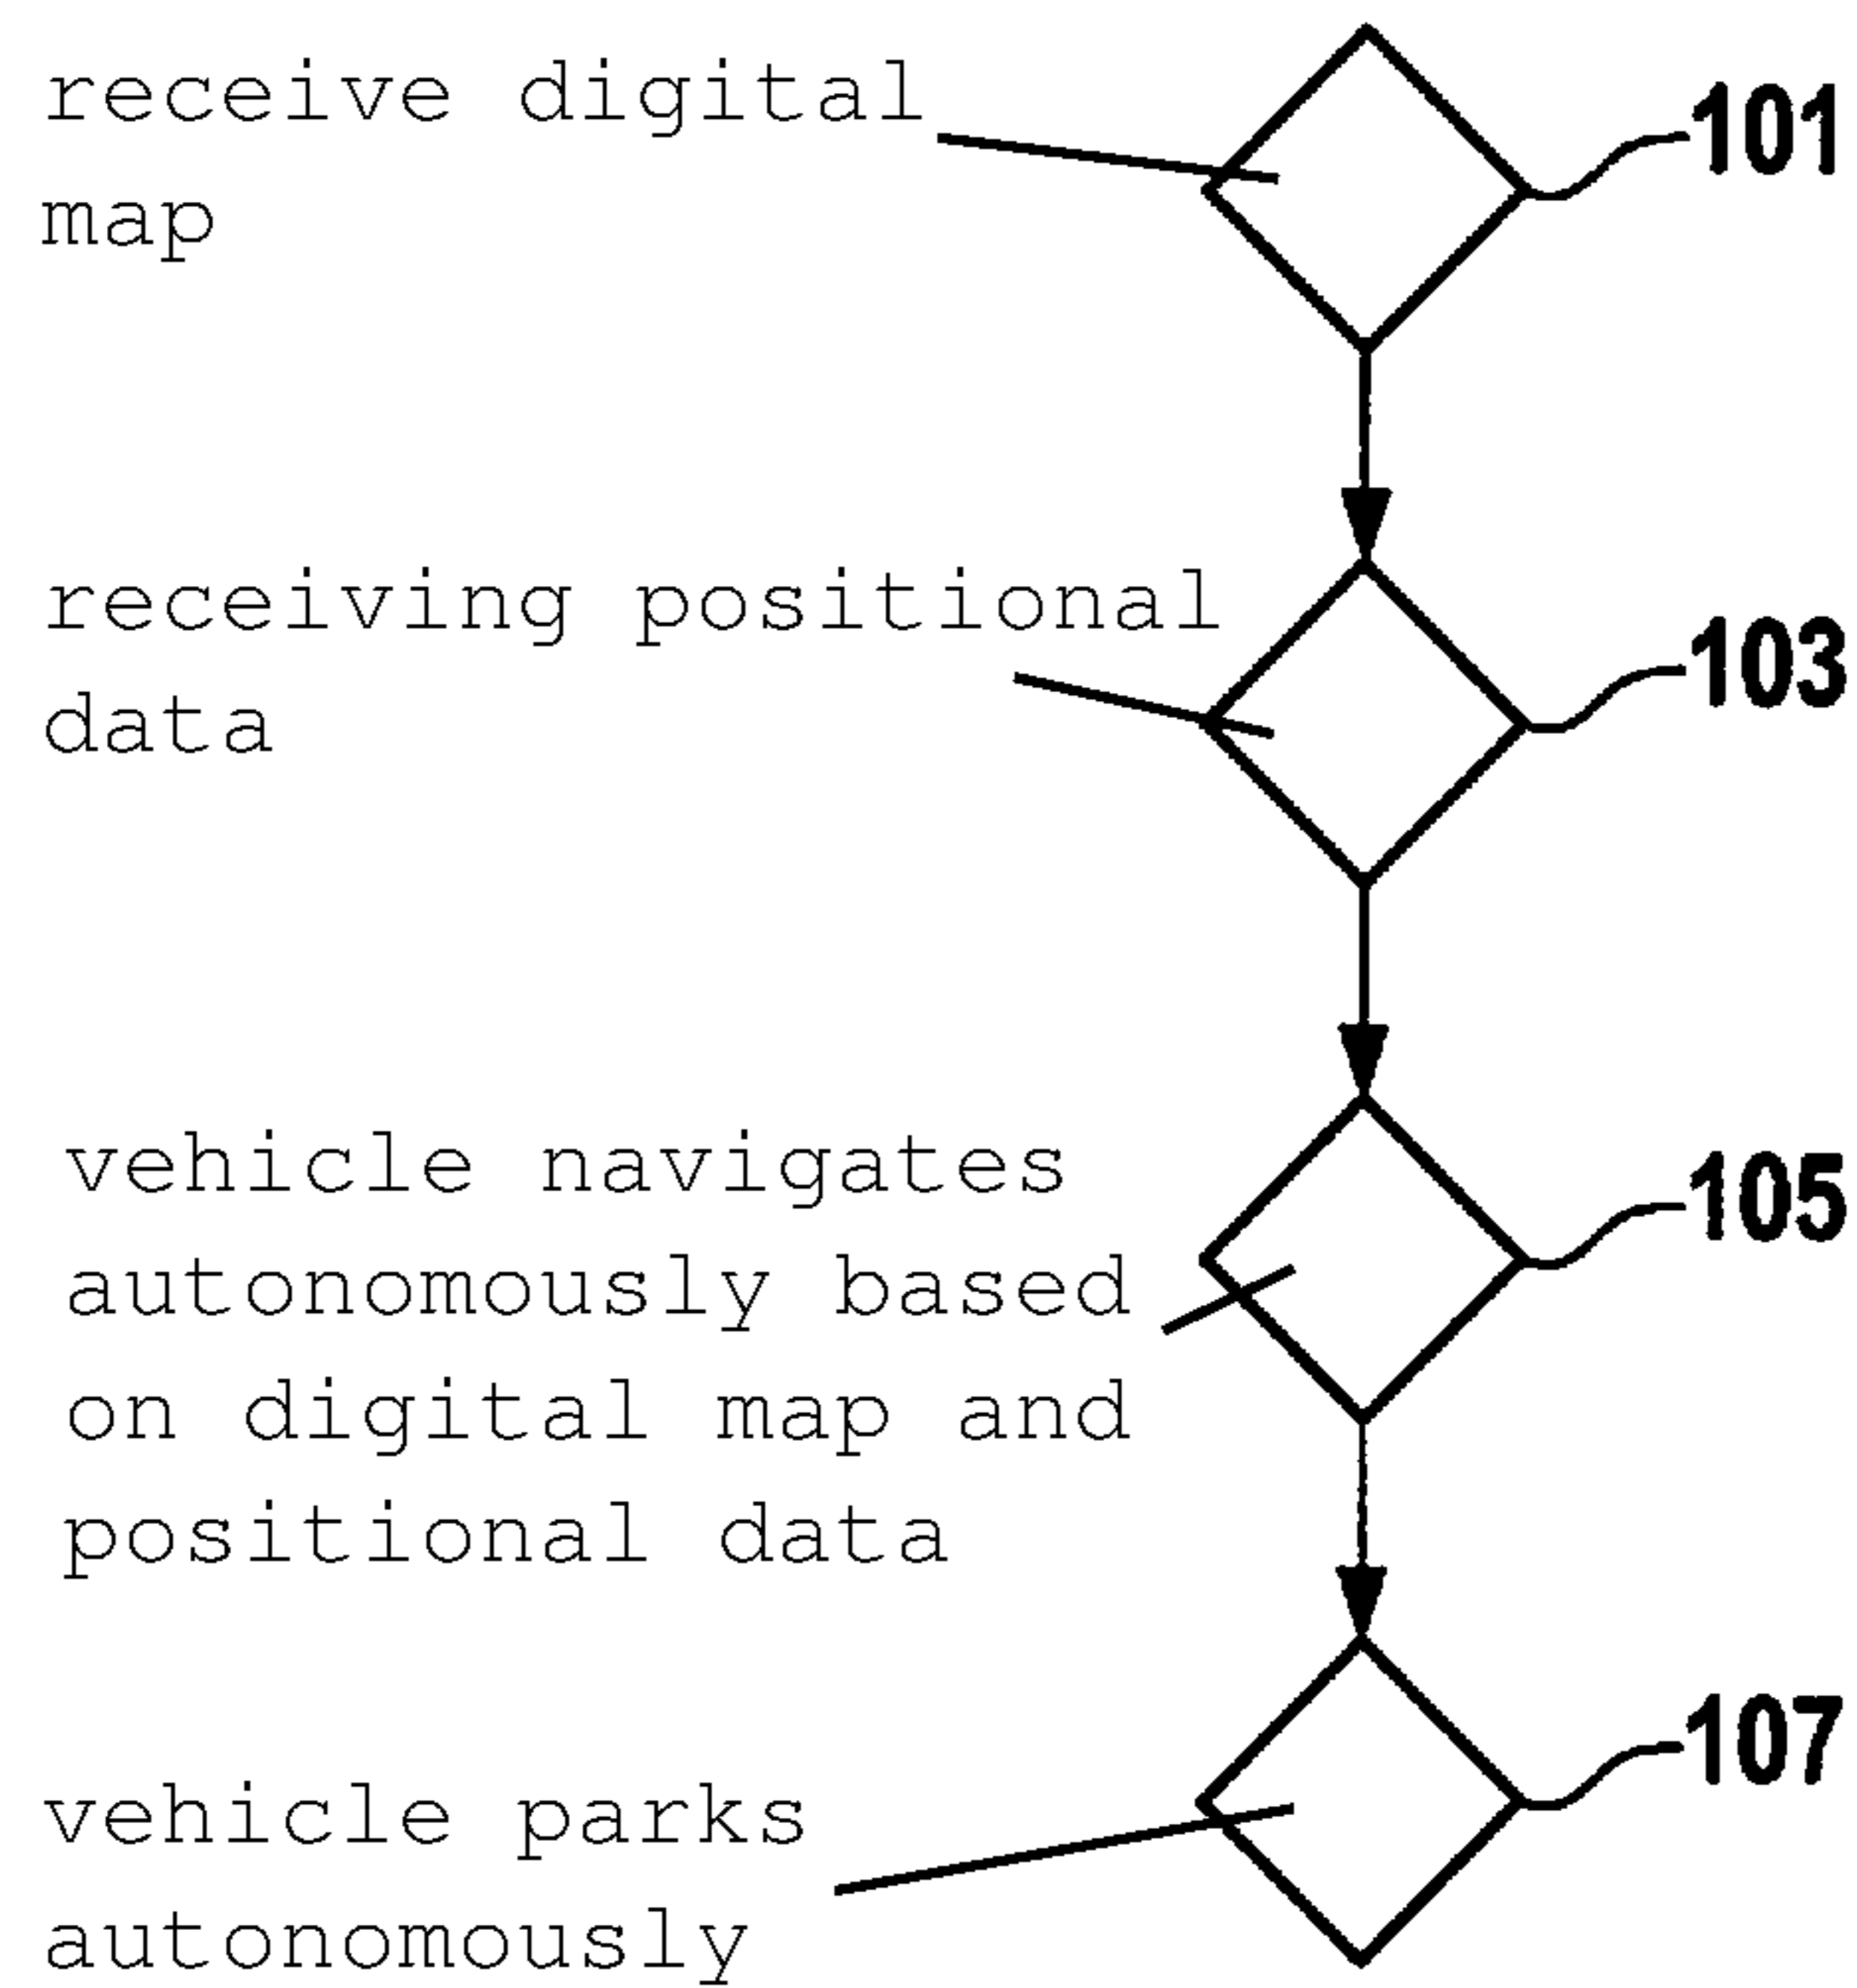 receive digital
map
101
receiving positional
data
103
vehicle navigates
autonomously based
on digital map and
positional data
105
vehicle parks
autonomously
107